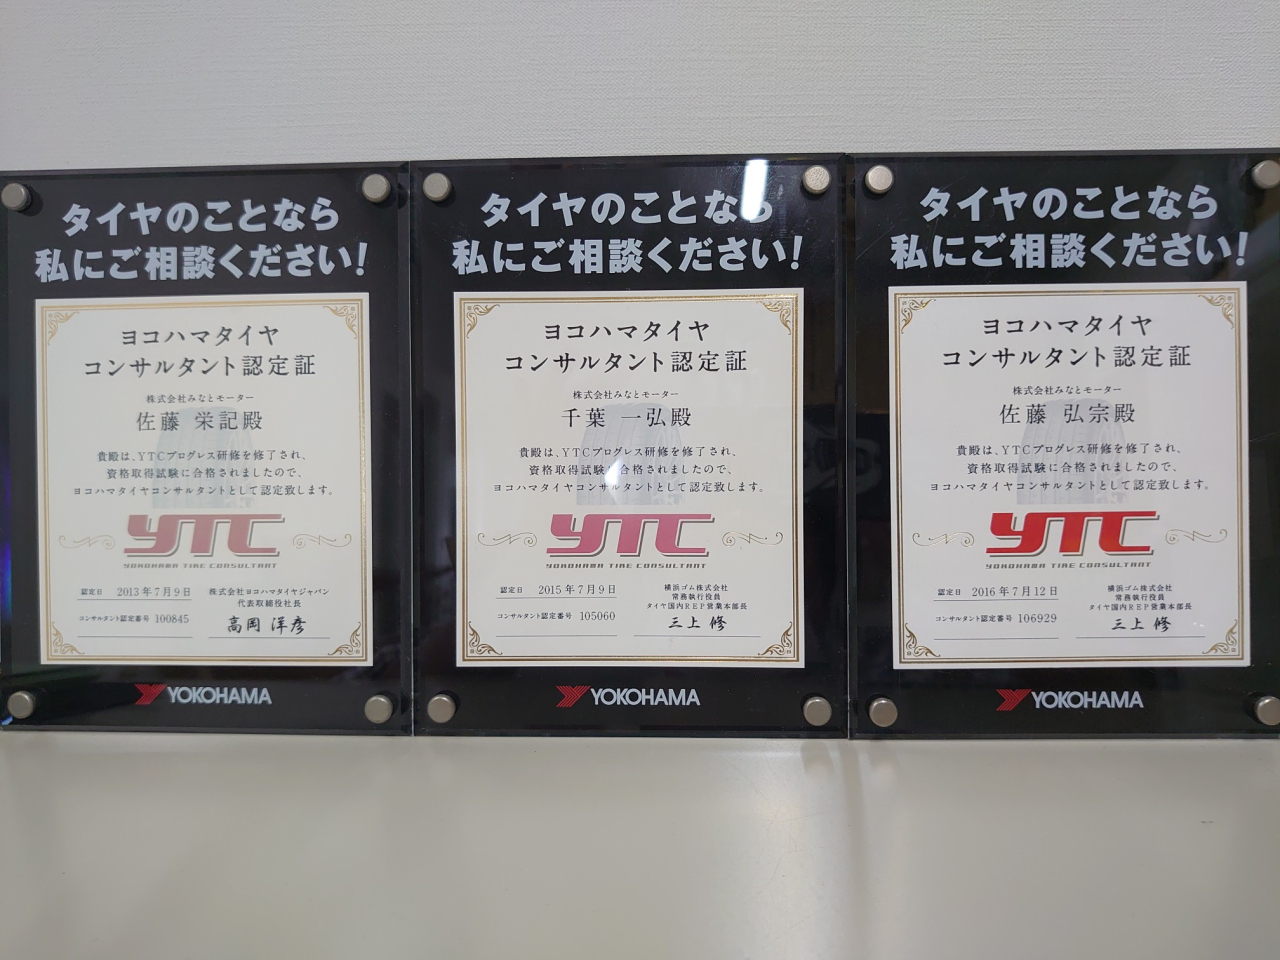 タイヤのことなら
私にご相談ください!
ヨコハマタイヤ
コンサルタント認定証
株式会社みなとモーター
佐藤 栄記殿
貴殿は、YTCプログレス研修を修了され、
資格取得試験に合格されましたので、
ヨコハマタイヤコンサルタントとして認定致します。
YTC
YOKOHAMA TIRE CONSULTANT
認定日 2013年7月9日
コンサルタント認定番号 100845
株式会社ヨコハマタイヤジャパン
代表取締役社長
高岡 洋彦
YOKOHAMA
タイヤのことなら
私にご相談ください!
ヨコハマタイヤ
コンサルタント認定証
株式会社みなとモーター
千葉 一弘殿
貴殿は、YTCプログレス研修を修了され、
資格取得試験に合格されましたので、
ヨコハマタイヤコンサルタントとして認定致します。
YTC
YOKOHAMA TIRE CONSULTANT
認定日 2015年7月9日
コンサルタント認定番号 105060
横浜ゴム株式会社
常務執行役員
タイヤ国内REP営業本部長
三上 修
YOKOHAMA
タイヤのことなら
私にご相談ください!
ヨコハマタイヤ
コンサルタント認定証
株式会社みなとモーター
佐藤 弘宗殿
貴殿は、YTCプログレス研修を修了され、
資格取得試験に合格されましたので、
ヨコハマタイヤコンサルタントとして認定致します。
YTC
YOKOHAMA TIRE CONSULTANT
認定日 2016年7月12日
コンサルタント認定番号 106929
横浜ゴム株式会社
常務執行役員
タイヤ国内REP営業本部長
三上 修
YOKOHAMA